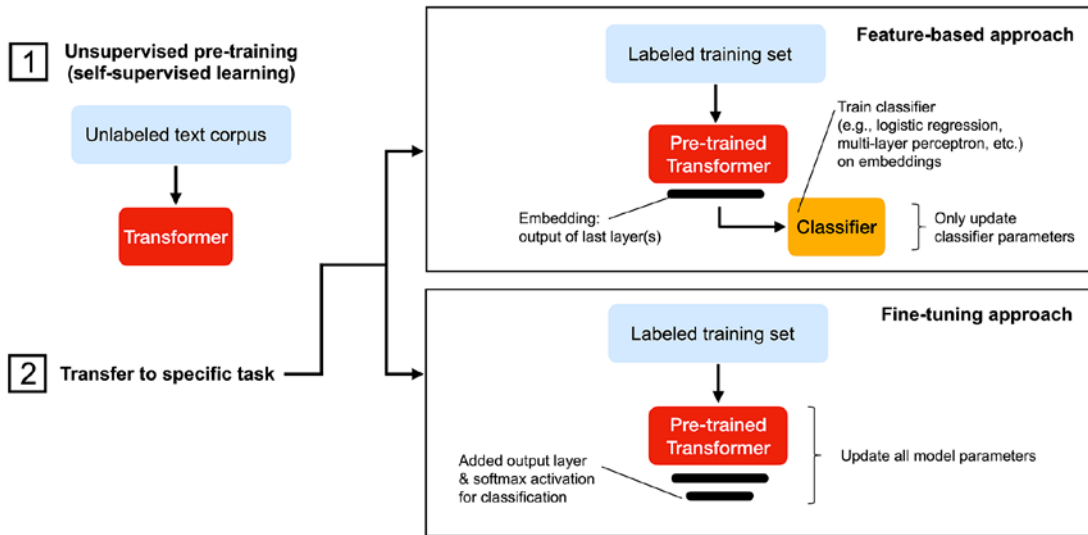 1
Unsupervised pre-training
(self-supervised learning)
Unlabeled text corpus
Transformer
2
Transfer to specific task
Feature-based approach
Labeled training set
Pre-trained
Transformer
Train classifier
(e.g., logistic regression,
multi-layer perceptron, etc.)
on embeddings
Embedding:
output of last layer(s)
Classifier
Only update
classifier parameters
Fine-tuning approach
Labeled training set
Pre-trained
Transformer
Added output layer
& softmax activation
for classification
Update all model parameters